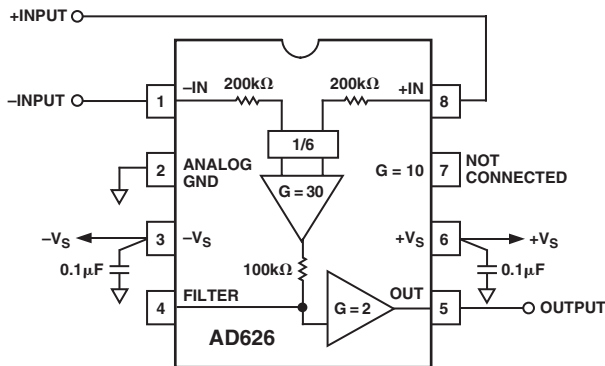 +INPUT
–INPUT
1
–IN
200kΩ
200kΩ
+IN
8
1/6
2
ANALOG
GND
G = 30
G = 10
7
NOT
CONNECTED
–VS
3
–VS
+VS
6
+VS
0.1µF
100kΩ
0.1µF
4
FILTER
G = 2
OUT
5
OUTPUT
AD626